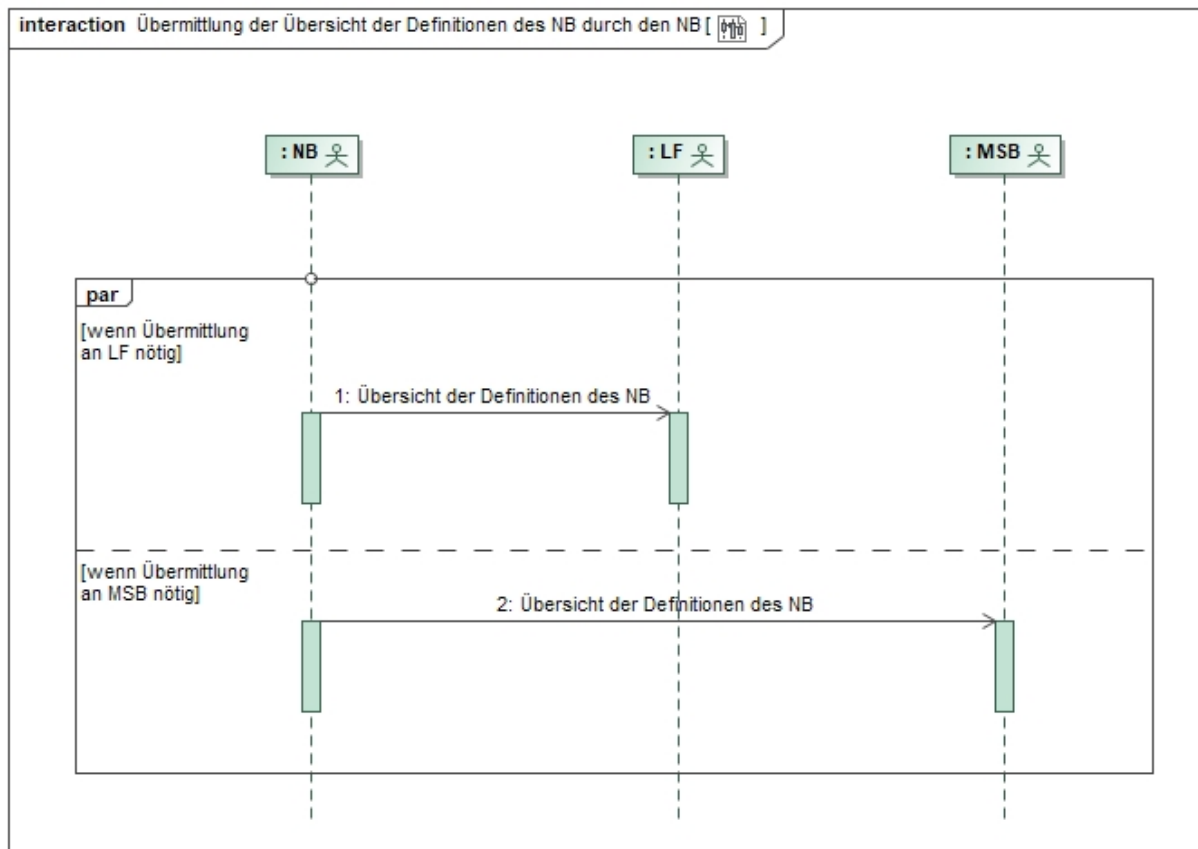 interaction Übermittlung der Übersicht der Definitionen des NB durch den NB [ ]
: NB
: LF
: MSB
par
[wenn Übermittlung
an LF nötig]
1: Übersicht der Definitionen des NB
[wenn Übermittlung
an MSB nötig]
2: Übersicht der Definitionen des NB